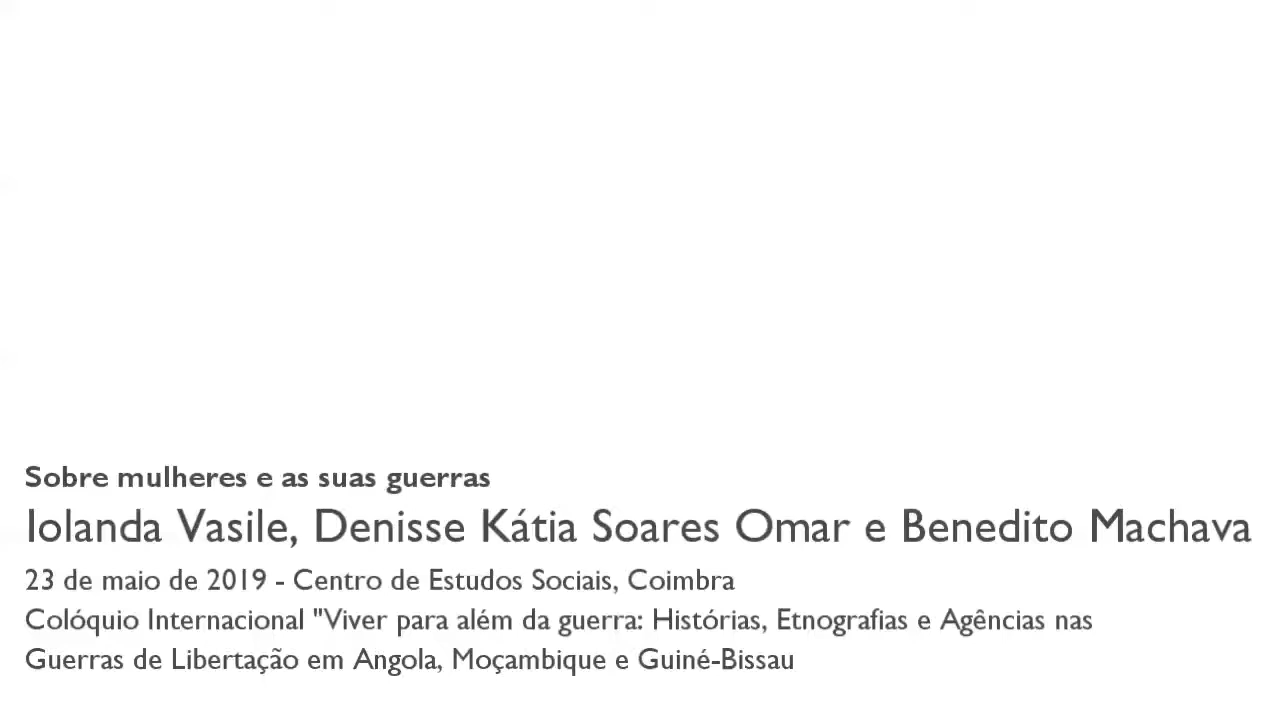 Sobre mulheres e as suas guerras
Iolanda Vasile, Denisse Kátia Soares Omar e Benedito Machava
23 de maio de 2019 - Centro de Estudos Sociais, Coimbra
Colóquio Internacional "Viver para além da guerra: Histórias, Etnografias e Agências nas
Guerras de Libertação em Angola, Moçambique e Guiné-Bissau